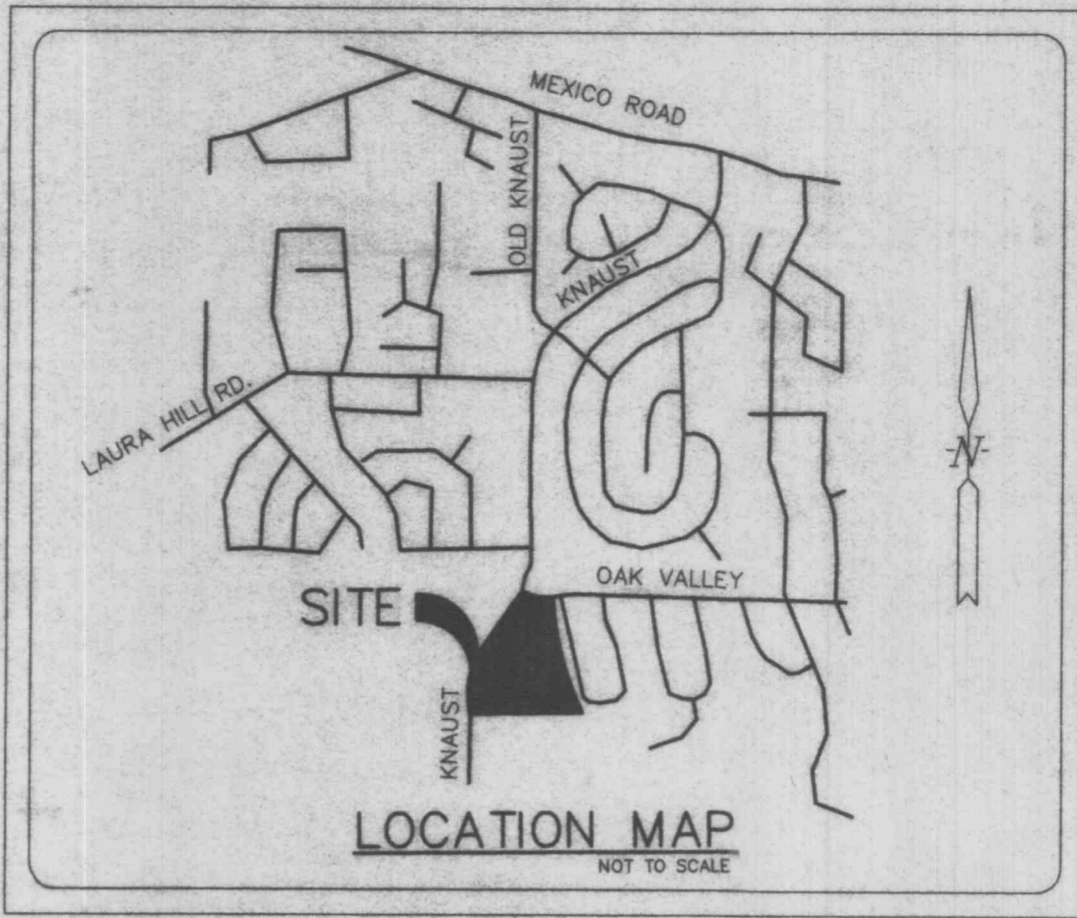 MEXICO ROAD
OLD KNAUST
KNAUST
LAURA HILL RD.
N
OAK VALLEY
SITE
KNAUST
LOCATION MAP
NOT TO SCALE